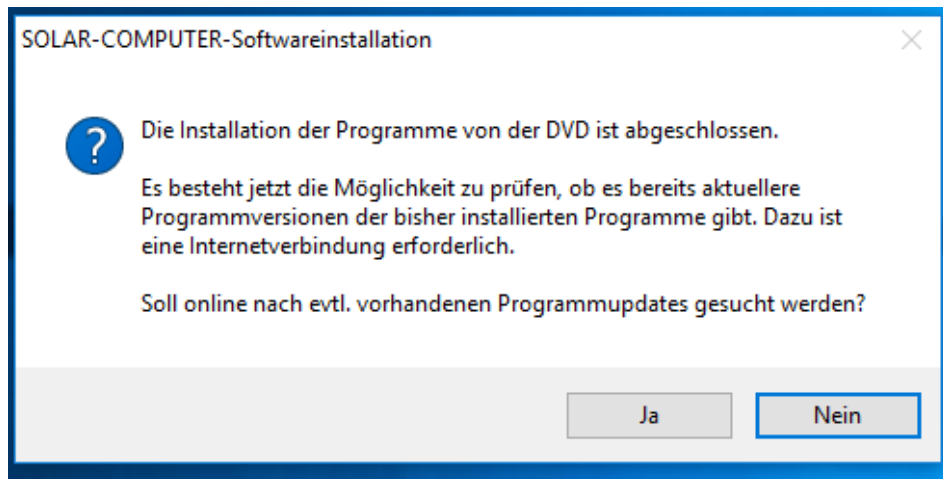 SOLAR-COMPUTER-Softwareinstallation
Die Installation der Programme von der DVD ist abgeschlossen.
Es besteht jetzt die Möglichkeit zu prüfen, ob es bereits aktuellere
Programmversionen der bisher installierten Programme gibt. Dazu ist
eine Internetverbindung erforderlich.
Soll online nach evtl. vorhandenen Programmupdates gesucht werden?
Ja
Nein